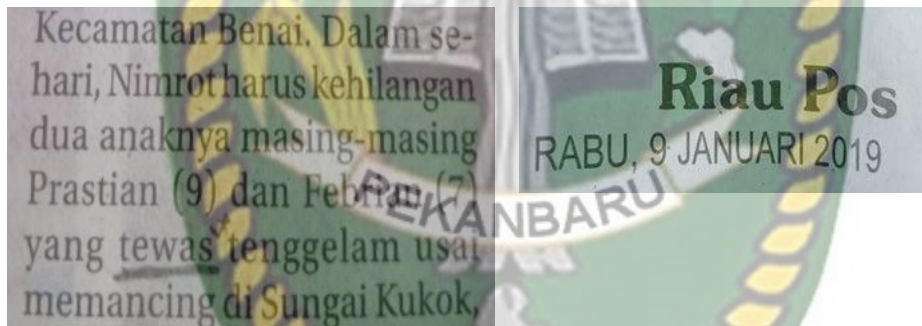 Kecamatan Benai. Dalam se-
hari, Nimrot harus kehilangan
dua anaknya masing-masing
Prastian (9) dan Febrian (7)
yang tewas tenggelam usai
memancing di Sungai Kukok,
Riau Pos
RABU, 9 JANUARI 2019
PEKANBARU